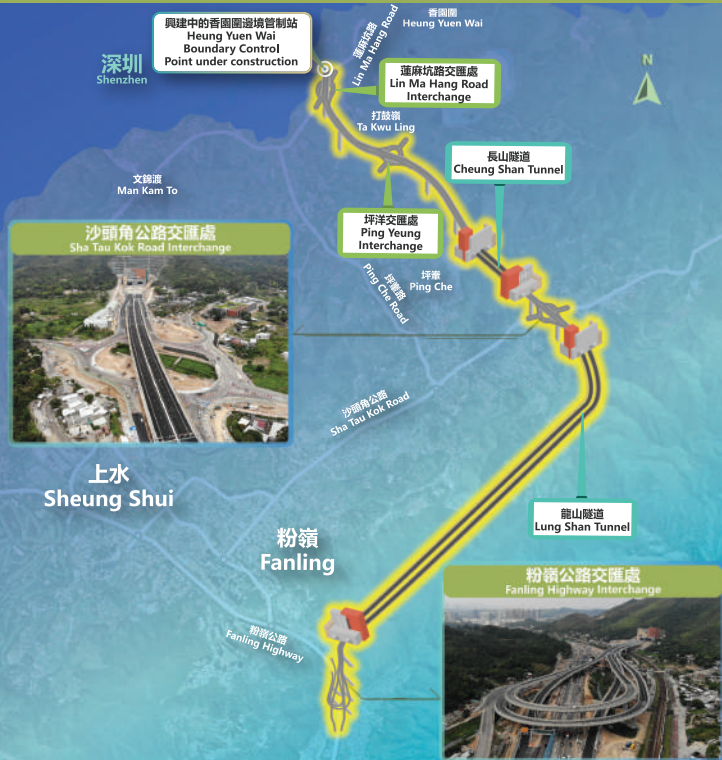 興建中的香園圍邊境管制站
Heung Yuen Wai
Boundary Control
Point under construction
香園圍
Heung Yuen Wai
蓮麻坑路
Lin Ma Hang Road
深圳
Shenzhen
蓮麻坑路交匯處
Lin Ma Hang Road
Interchange
N
打鼓嶺
Ta Kwu Ling
長山隧道
Cheung Shan Tunnel
文錦渡
Man Kam To
坪洋交匯處
Ping Yeung
Interchange
沙頭角公路交匯處
Sha Tau Kok Road Interchange
坪輋路
Ping Che Road
坪輋
Ping Che
沙頭角公路
Sha Tau Kok Road
上水
Sheung Shui
龍山隧道
Lung Shan Tunnel
粉嶺
Fanling
粉嶺公路交匯處
Fanling Highway Interchange
粉嶺公路
Fanling Highway